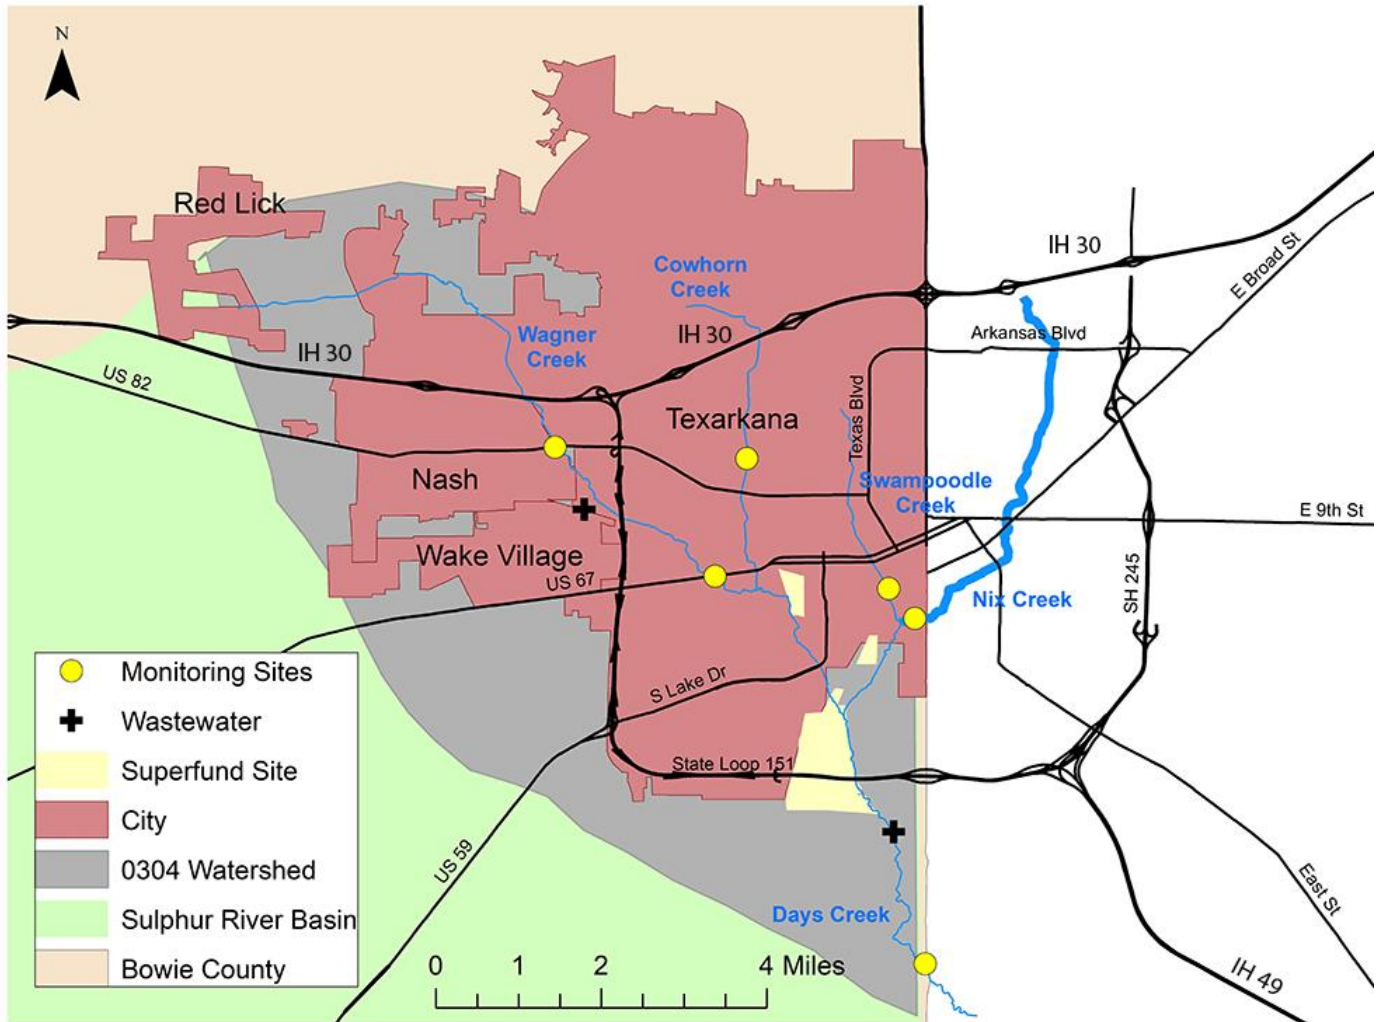 N
Red Lick
Cowhorn
Creek
IH 30
E Broad St
Wagner
Creek
IH 30
IH 30
Arkansas Blvd
US 82
Texarkana
Texas Blvd
Nash
Swampoodle
Creek
E 9th St
Wake Village
US 67
Nix Creek
SH 245
S Lake Dr
State Loop 151
US 59
East St
Days Creek
IH 49
Monitoring Sites
Wastewater
Superfund Site
City
0304 Watershed
Sulphur River Basin
Bowie County
0 1 2 4 Miles